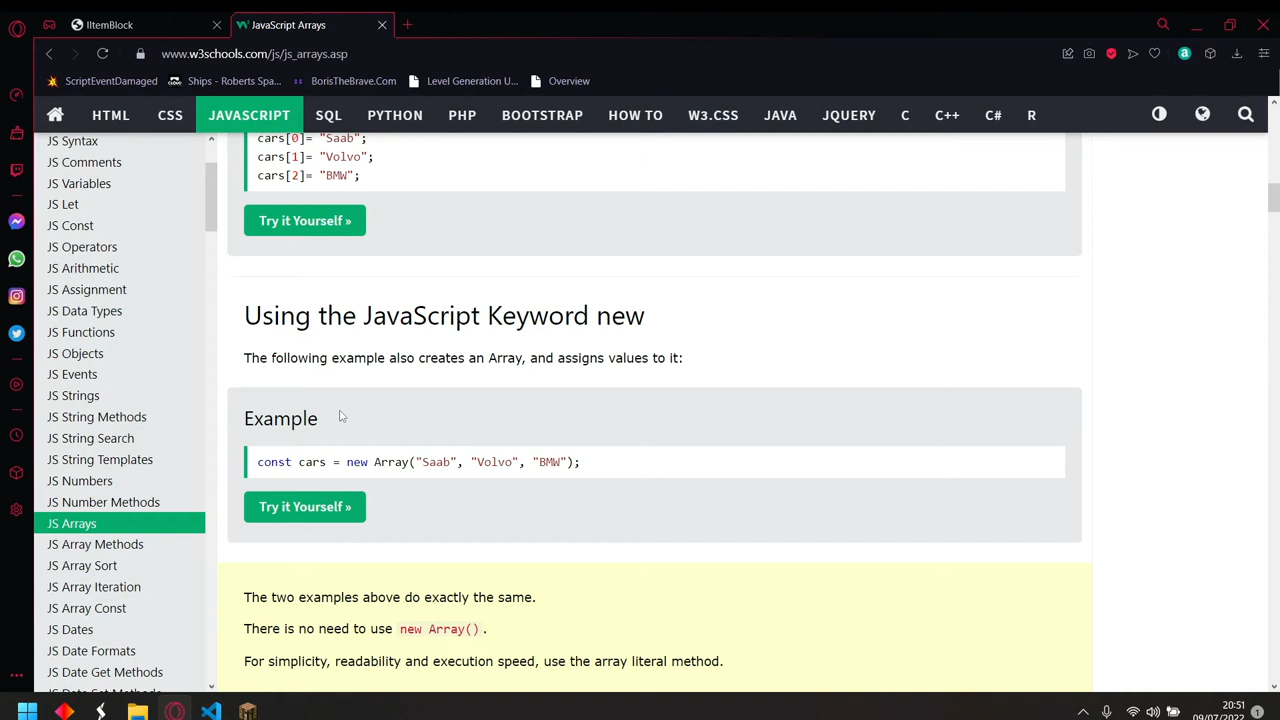 IItemBlock
JavaScript Arrays
www.w3schools.com/js/js_arrays.asp
ScriptEventDamaged
Ships - Roberts Spa...
BorisTheBrave.Com
Level Generation U...
Overview
HTML
CSS
JAVASCRIPT
SQL
PYTHON
PHP
BOOTSTRAP
HOW TO
W3.CSS
JAVA
JQUERY
C
C++
C#
R
JS Syntax
JS Comments
JS Variables
JS Let
JS Const
JS Operators
JS Arithmetic
JS Assignment
JS Data Types
JS Functions
JS Objects
JS Events
JS Strings
JS String Methods
JS String Search
JS String Templates
JS Numbers
JS Number Methods
JS Arrays
JS Array Methods
JS Array Sort
JS Array Iteration
JS Array Const
JS Dates
JS Date Formats
JS Date Get Methods
JS Date Set Methods
cars[0]= "Saab";
cars[1]= "Volvo";
cars[2]= "BMW";
Try it Yourself »
Using the JavaScript Keyword new
The following example also creates an Array, and assigns values to it:
Example
const cars = new Array("Saab", "Volvo", "BMW");
Try it Yourself »
The two examples above do exactly the same.
There is no need to use new Array().
For simplicity, readability and execution speed, use the array literal method.
20:51
09/07/2022
1